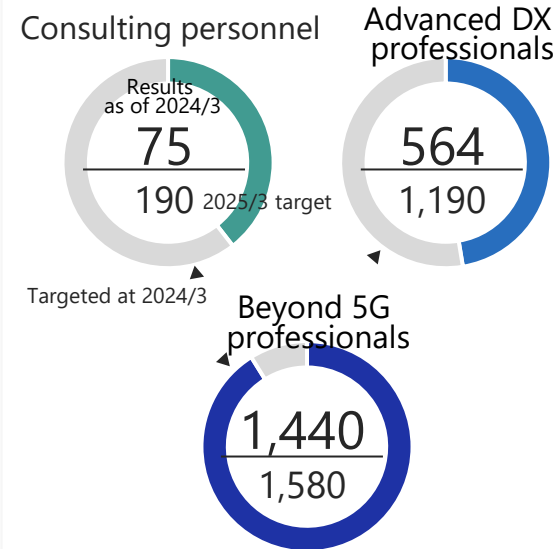 Consulting personnel
Results
as of 2024/3
75
190
2025/3 target
Targeted at 2024/3
Advanced DX
professionals
564
1,190
Beyond 5G
professionals
1,440
1,580